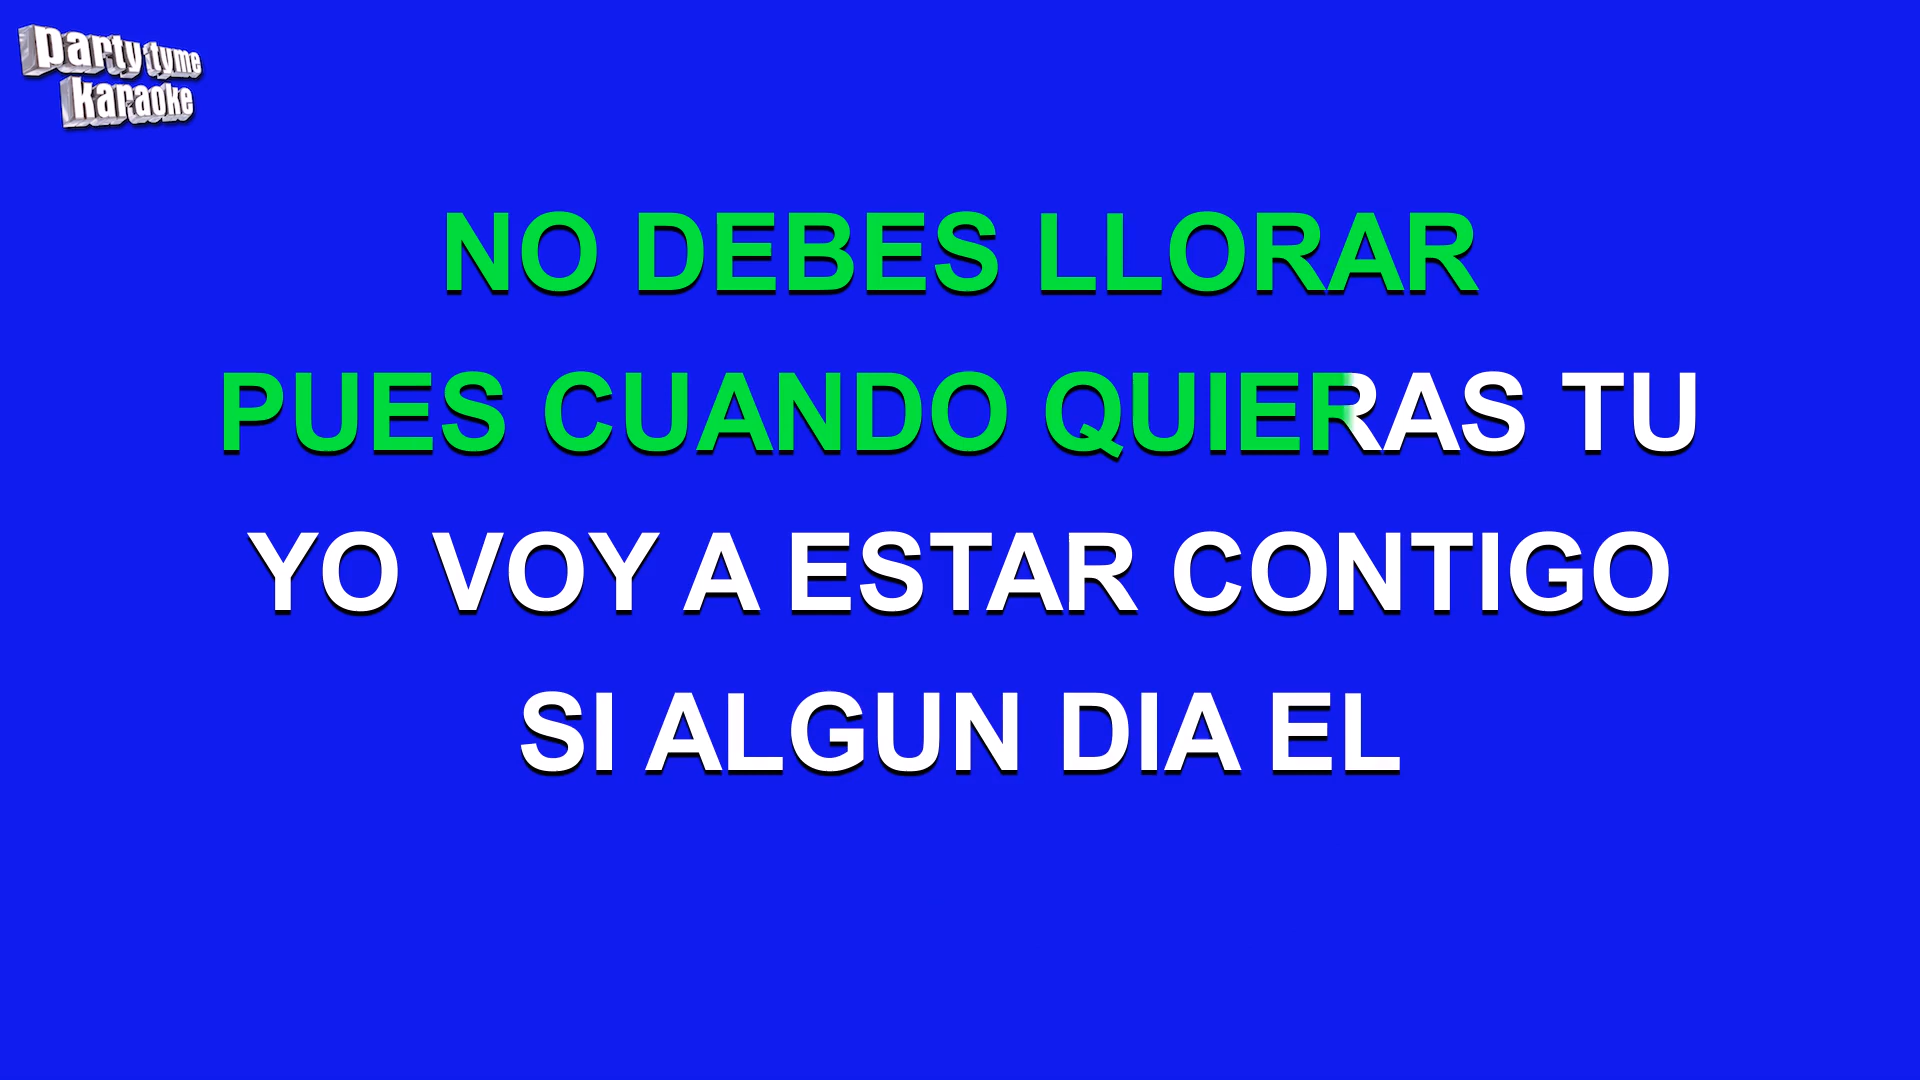 party tyme
karaoke
NO DEBES LLORAR
PUES CUANDO QUIERAS TU
YO VOY A ESTAR CONTIGO
SI ALGUN DIA EL